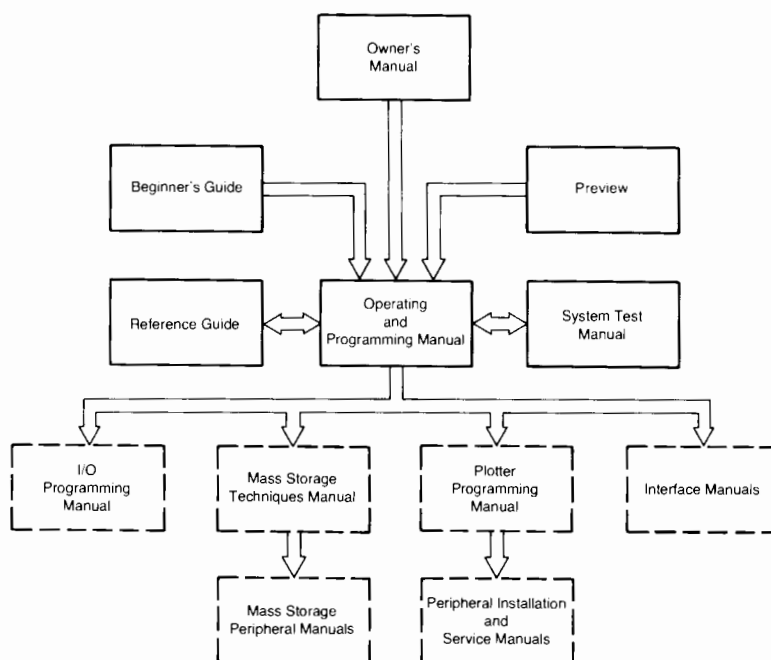 Owner's
Manual
Beginner's Guide
Preview
Reference Guide
Operating
and
Programming Manual
System Test
Manual
I/O
Programming
Manual
Mass Storage
Techniques Manual
Plotter
Programming
Manual
Interface Manuals
Mass Storage
Peripheral Manuals
Peripheral Installation
and
Service Manuals